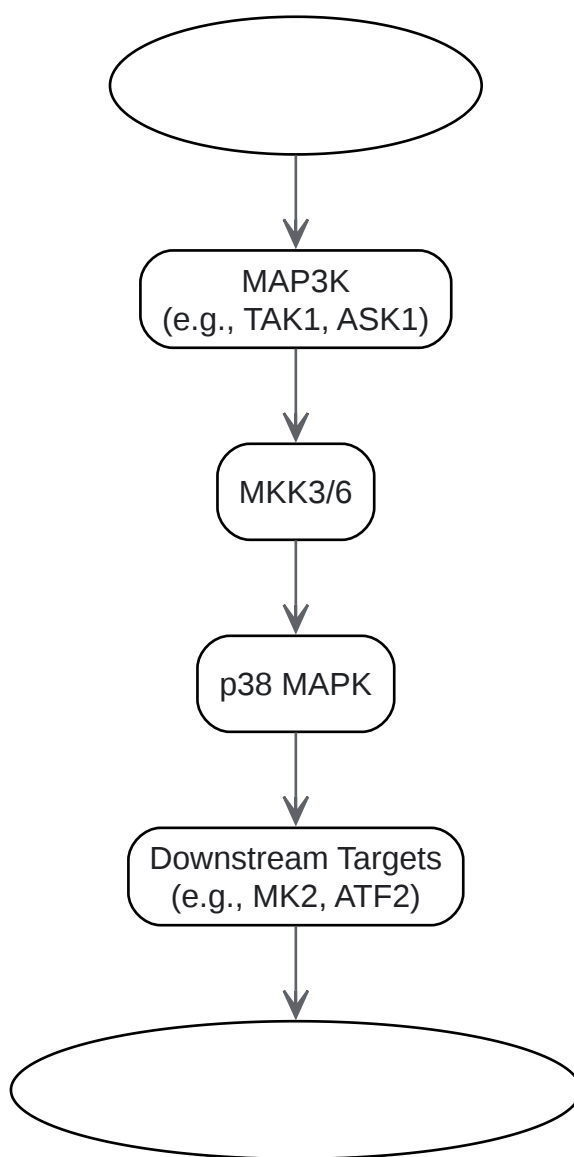 MAP3K
(e.g., TAK1, ASK1)
MKK3/6
p38 MAPK
Downstream Targets
(e.g., MK2, ATF2)